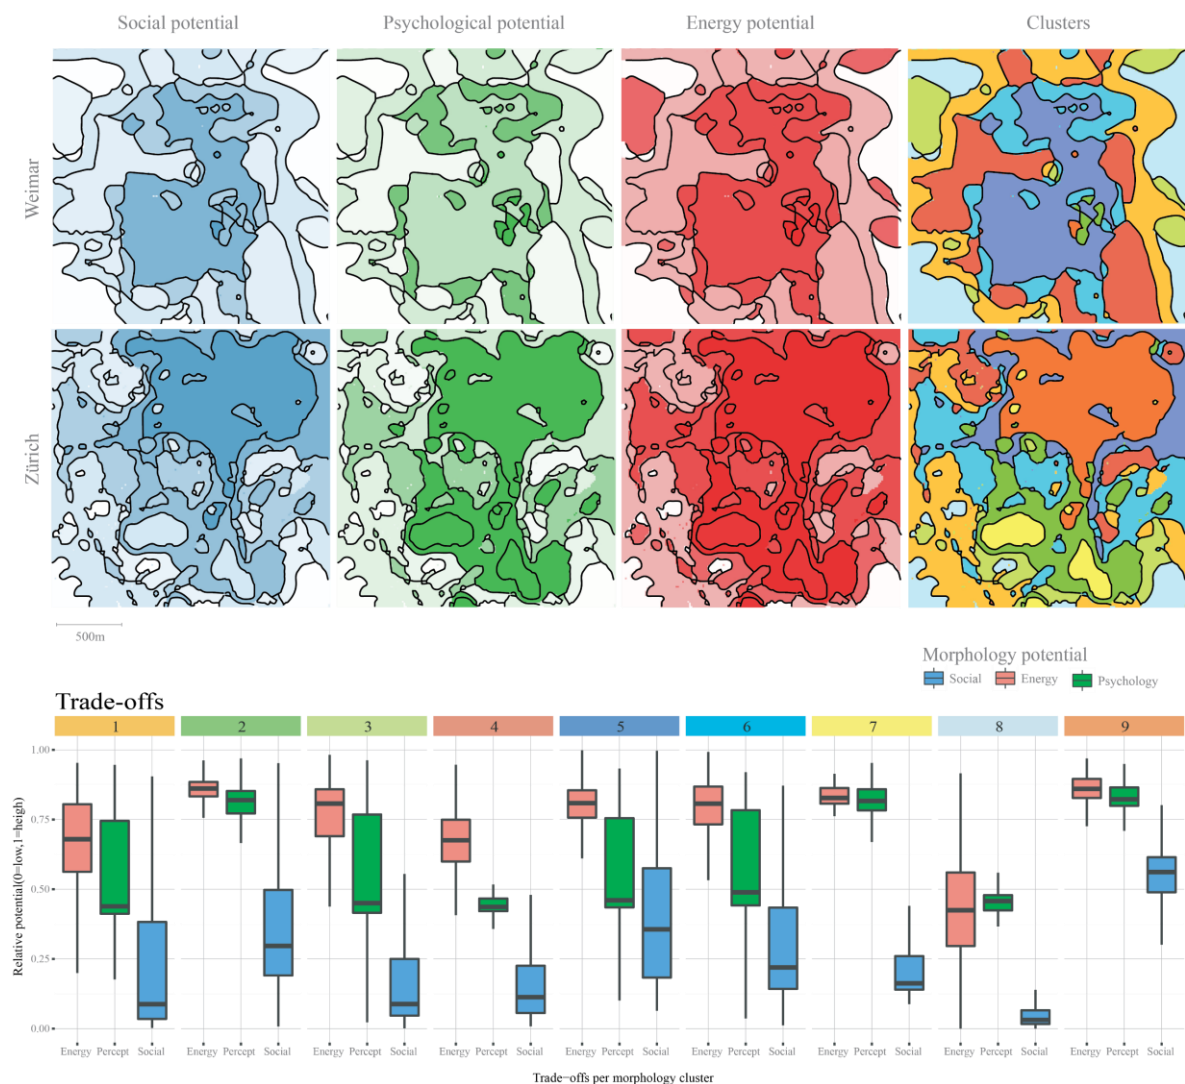 Social potential
Psychological potential
Energy potential
Clusters
Weimar
Zürich
500m
Morphology potential
Social
Energy
Psychology
Trade-offs
1 2 3 4 5 6 7 8 9
Relative potential(0=low,1=heigh)
1.00
0.75
0.50
0.25
0.00
Energy Percept Social Energy Percept Social Energy Percept Social Energy Percept Social Energy Percept Social Energy Percept Social Energy Percept Social Energy Percept Social Energy Percept Social
Trade-offs per morphology cluster